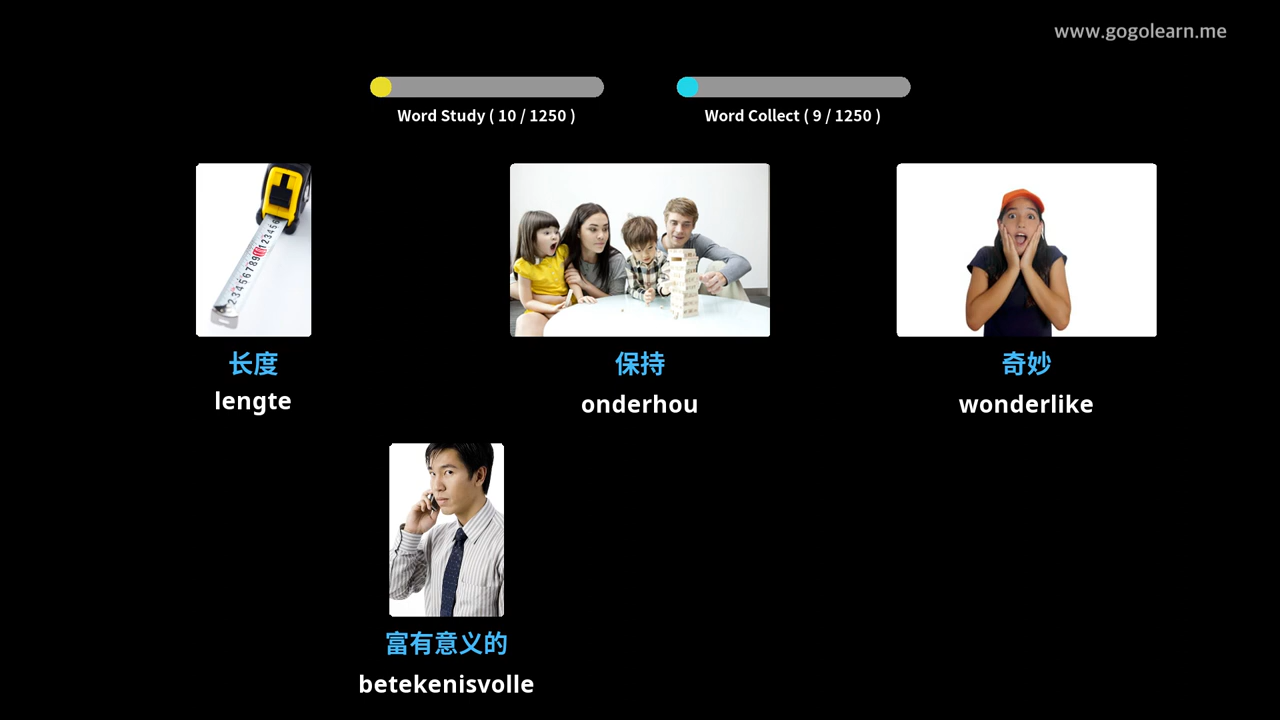 www.gogolearn.me
Word Study ( 10 / 1250 )
Word Collect ( 9 / 1250 )
长度
lengte
保持
onderhou
奇妙
wonderlike
富有意义的
betekenisvolle